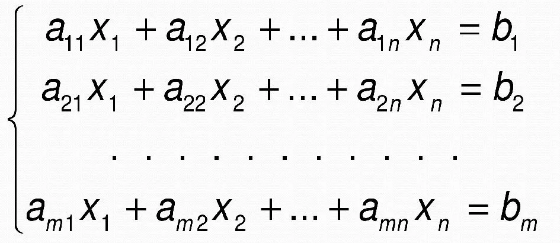 a₁₁x₁ + a₁₂x₂ + ... + a₁ₙxₙ = b₁
a₂₁x₁ + a₂₂x₂ + ... + a₂ₙxₙ = b₂
. . . . . . . . . . .
aₘ₁x₁ + aₘ₂x₂ + ... + aₘₙxₙ = bₘ